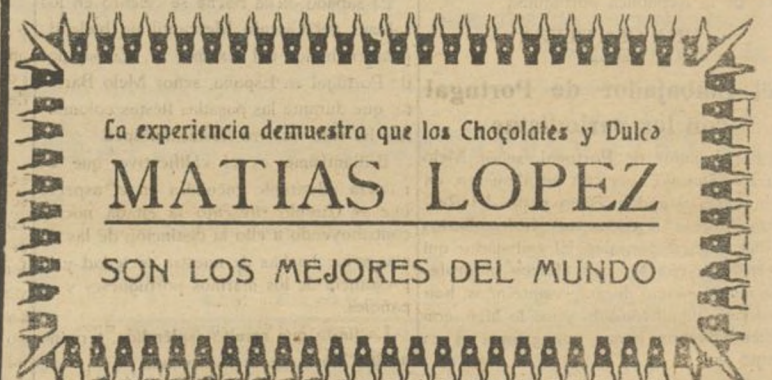 La experiencia demuestra que los Chocolates y Dulce
MATIAS LOPEZ
SON LOS MEJORES DEL MUNDO